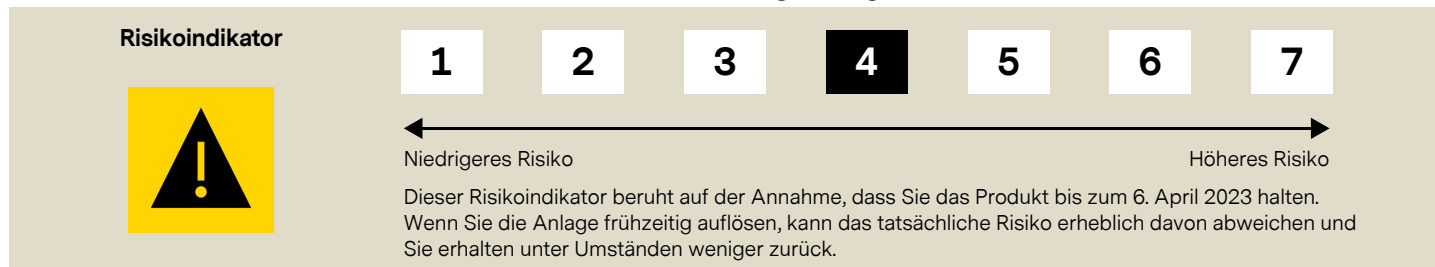 Risikoindikator
1 2 3 4 5 6 7
Niedrigeres Risiko Höheres Risiko
Dieser Risikoindikator beruht auf der Annahme, dass Sie das Produkt bis zum 6. April 2023 halten.
Wenn Sie die Anlage frühzeitig auflösen, kann das tatsächliche Risiko erheblich davon abweichen und
Sie erhalten unter Umständen weniger zurück.